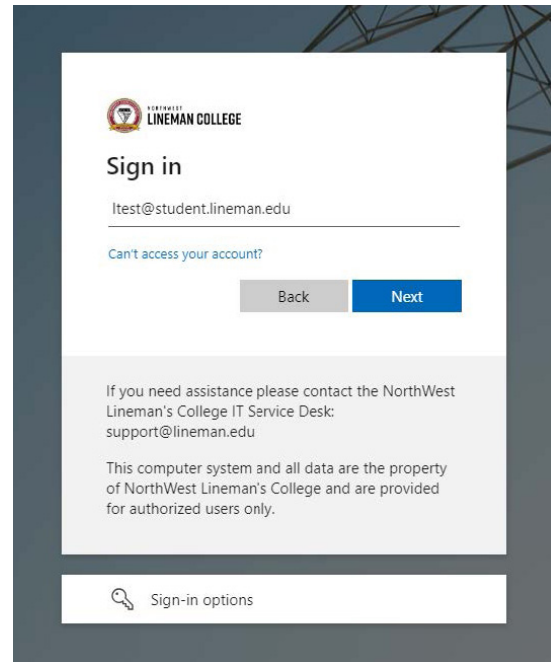 NORTHWEST
LINEMAN COLLEGE
Sign in
ltest@student.lineman.edu
Can't access your account?
Back
Next
If you need assistance please contact the NorthWest
Lineman's College IT Service Desk:
support@lineman.edu
This computer system and all data are the property
of NorthWest Lineman's College and are provided
for authorized users only.
Sign-in options